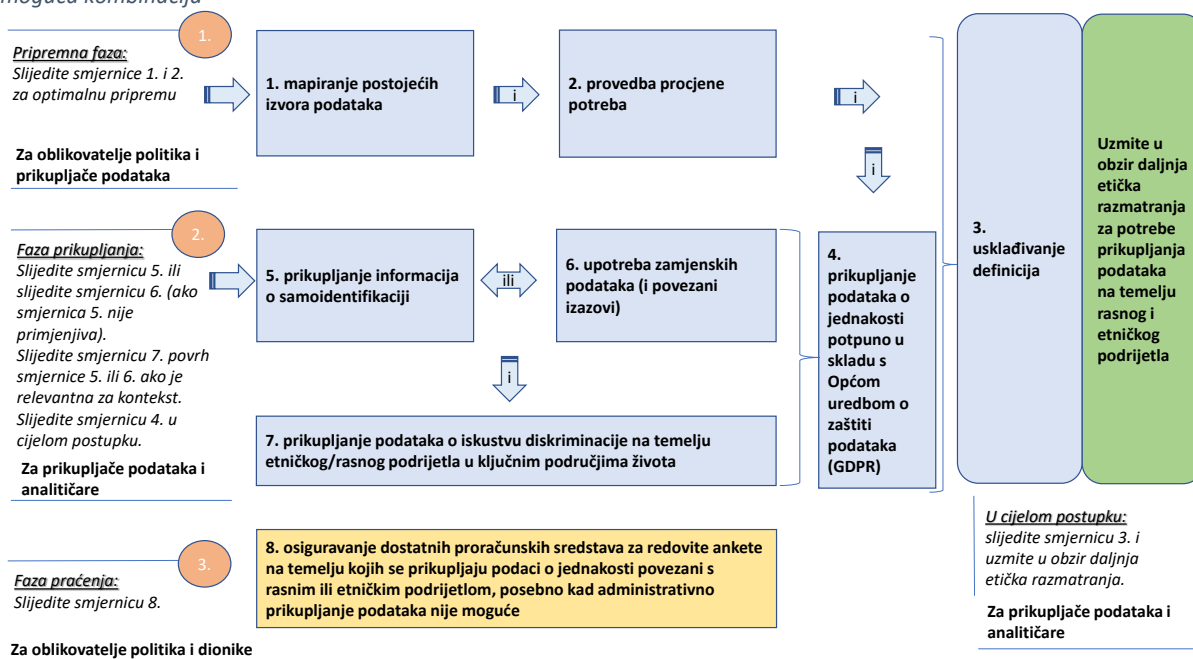 moguća kombinacija
1.
Pripremna faza:
Slijedite smjernice 1. i 2.
za optimalnu pripremu
Za oblikovatelje politika i
prikupljače podataka
1. mapiranje postojećih
izvora podataka
i
2. provedba procjene
potreba
i
i
2.
Faza prikupljanja:
Slijedite smjernicu 5. ili
slijedite smjernicu 6. (ako
smjernica 5. nije
primjenjiva).
Slijedite smjernicu 7. povrh
smjernice 5. ili 6. ako je
relevantna za kontekst.
Slijedite smjernicu 4. u
cijelom postupku.
Za prikupljače podataka i
analitičare
5. prikupljanje informacija
o samoidentifikaciji
ili
6. upotreba zamjenskih
podataka (i povezani
izazovi)
i
7. prikupljanje podataka o iskustvu diskriminacije na temelju
etničkog/rasnog podrijetla u ključnim područjima života
4.
prikupljanje
podataka o
jednakosti
potpuno u
skladu s
Općom
uredbom o
zaštiti
podataka
(GDPR)
3.
usklađivanje
definicija
Uzmite u
obzir daljnja
etička
razmatranja
za potrebe
prikupljanja
podataka
na temelju
rasnog i
etničkog
podrijetla
3.
Faza praćenja:
Slijedite smjernicu 8.
Za oblikovatelje politika i dionike
8. osiguravanje dostatnih proračunskih sredstava za redovite ankete
na temelju kojih se prikupljaju podaci o jednakosti povezani s
rasnim ili etničkim podrijetlom, posebno kad administrativno
prikupljanje podataka nije moguće
U cijelom postupku:
slijedite smjernicu 3. i
uzmite u obzir daljnja
etička razmatranja.
Za prikupljače podataka i
analitičare